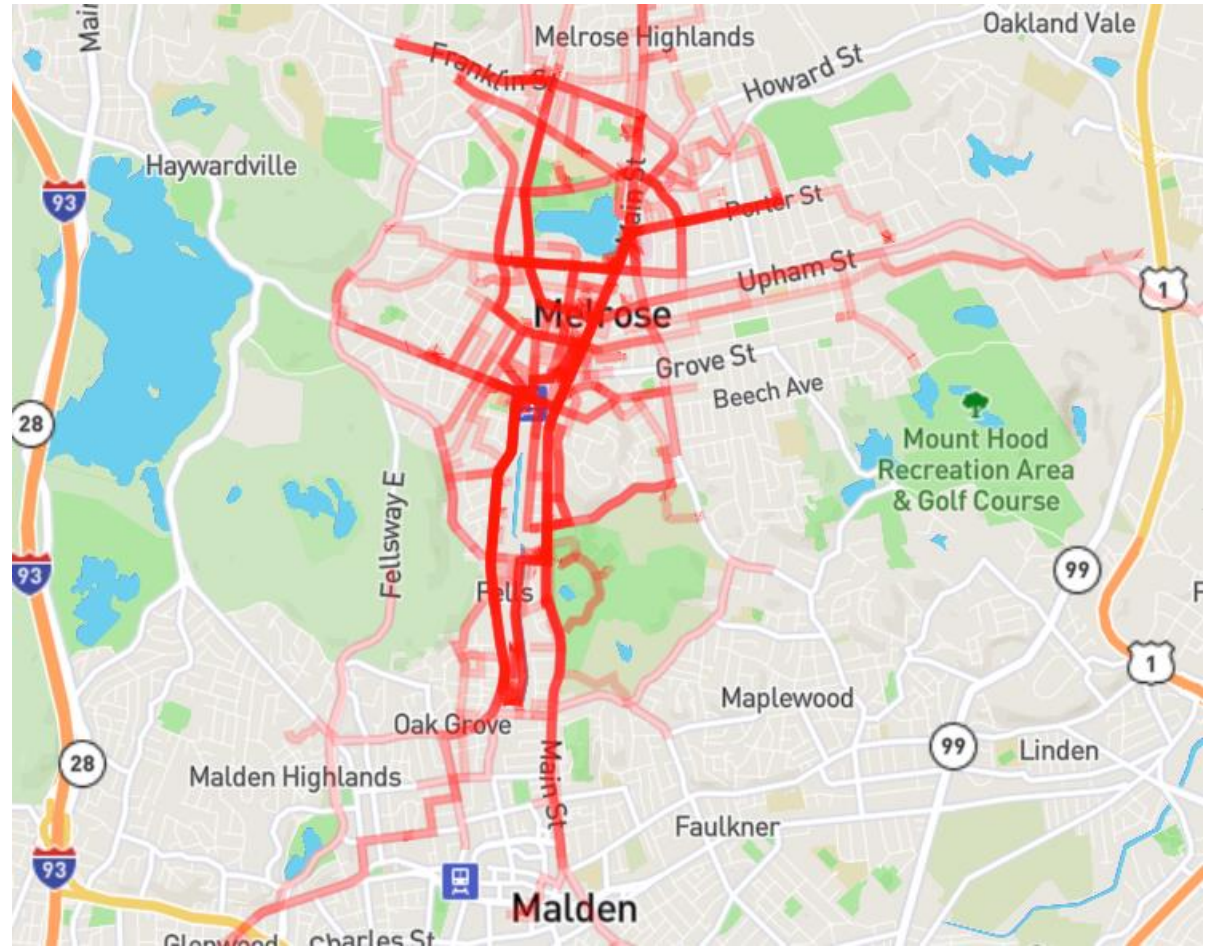 Main
Oakland Vale
Melrose Highlands
Franklin St
Howard St
Haywardville
93
Main St
Porter St
Upham St
1
Melrose
Grove St
Beech Ave
28
Mount Hood
Recreation Area
& Golf Course
Fellsway E
93
99
Fells
F
1
Maplewood
Oak Grove
99
Linden
28
Malden Highlands
Main St
Faulkner
93
Malden
Glenwood
Charles St